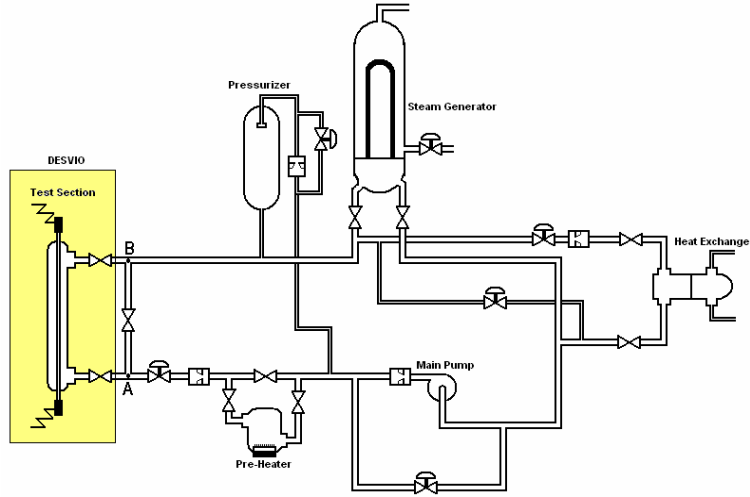 Pressurizer
Steam Generator
DESVIO
Test Section
B
Heat Exchange
Main Pump
A
Pre-Heater